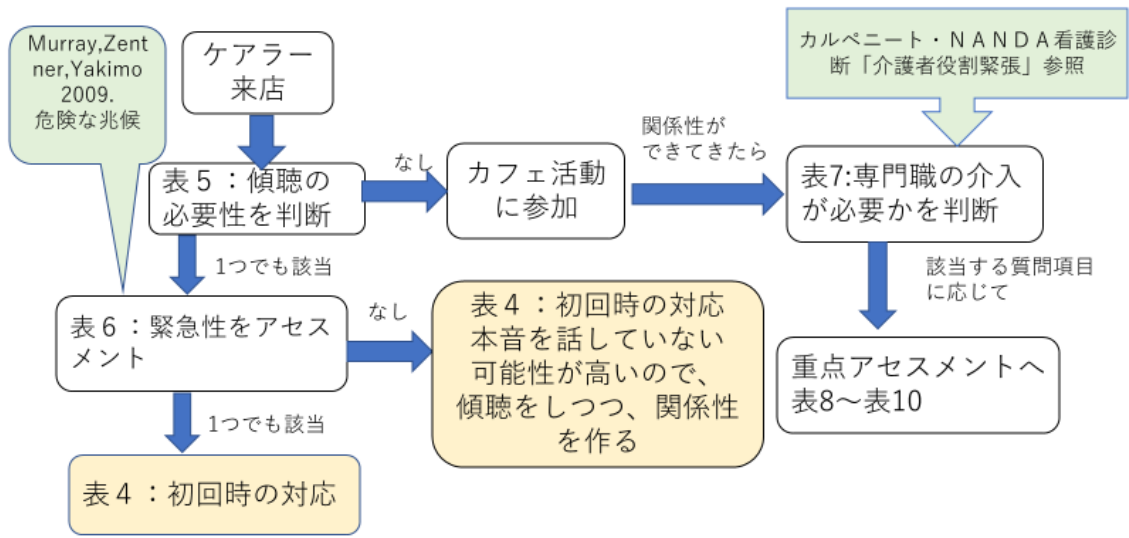 Murray,Zent
ner,Yakimo
2009.
危険な兆候
ケアラー
来店
カルペニート・ＮＡＮＤＡ看護診
断「介護者役割緊張」参照
表５：傾聴の
必要性を判断
なし
カフェ活動
に参加
関係性が
できてきたら
表7:専門職の介入
が必要かを判断
1つでも該当
該当する質問項目
に応じて
表６：緊急性をアセス
メント
なし
表４：初回時の対応
本音を話していない
可能性が高いので、
傾聴をしつつ、関係性
を作る
重点アセスメントへ
表8～表10
1つでも該当
表４：初回時の対応